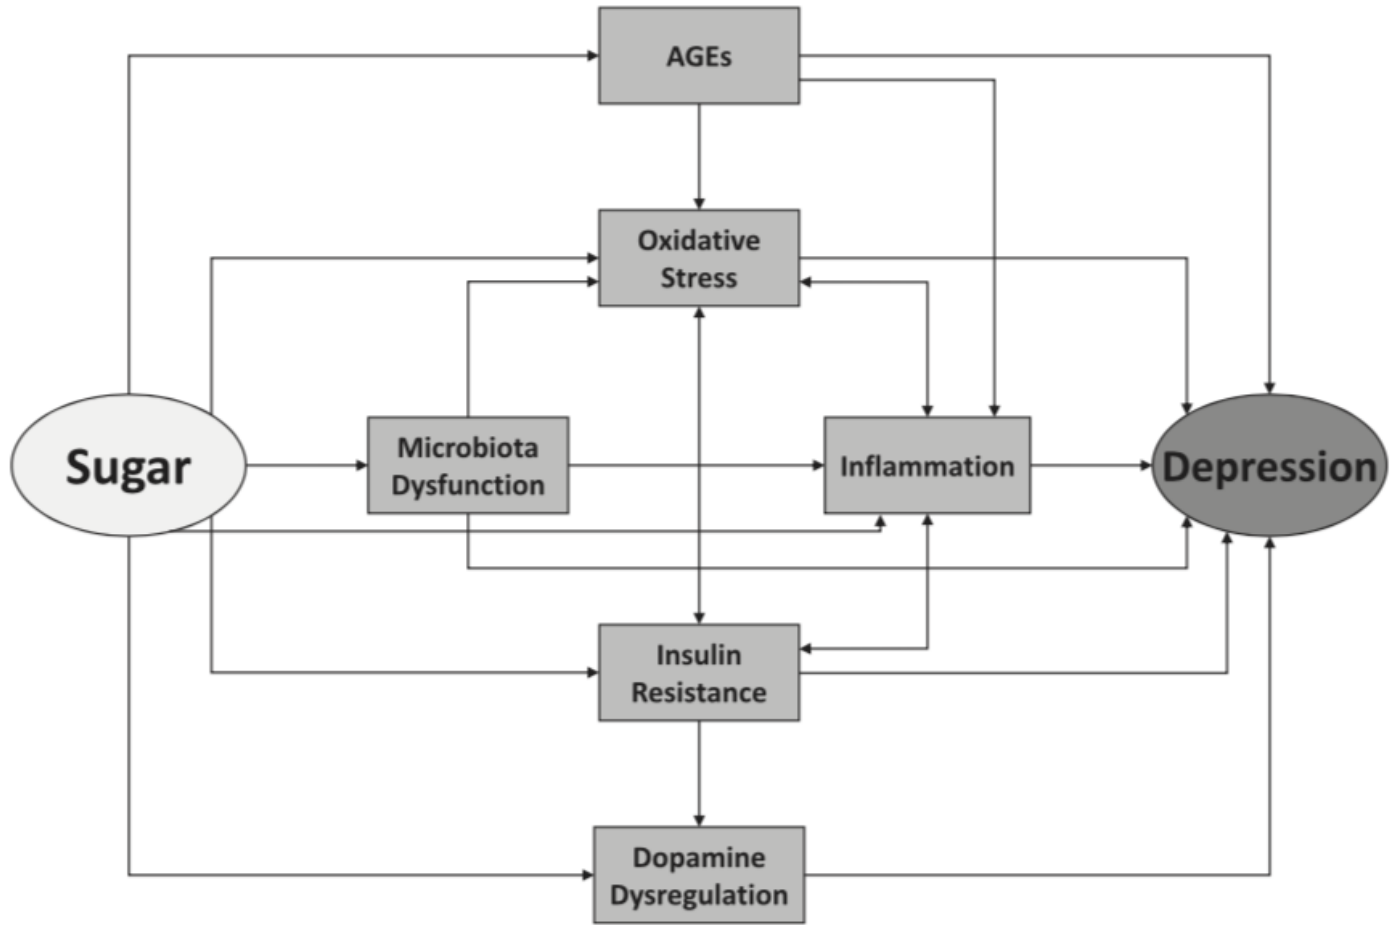 AGEs
Oxidative
Stress
Sugar
Microbiota
Dysfunction
Inflammation
Depression
Insulin
Resistance
Dopamine
Dysregulation